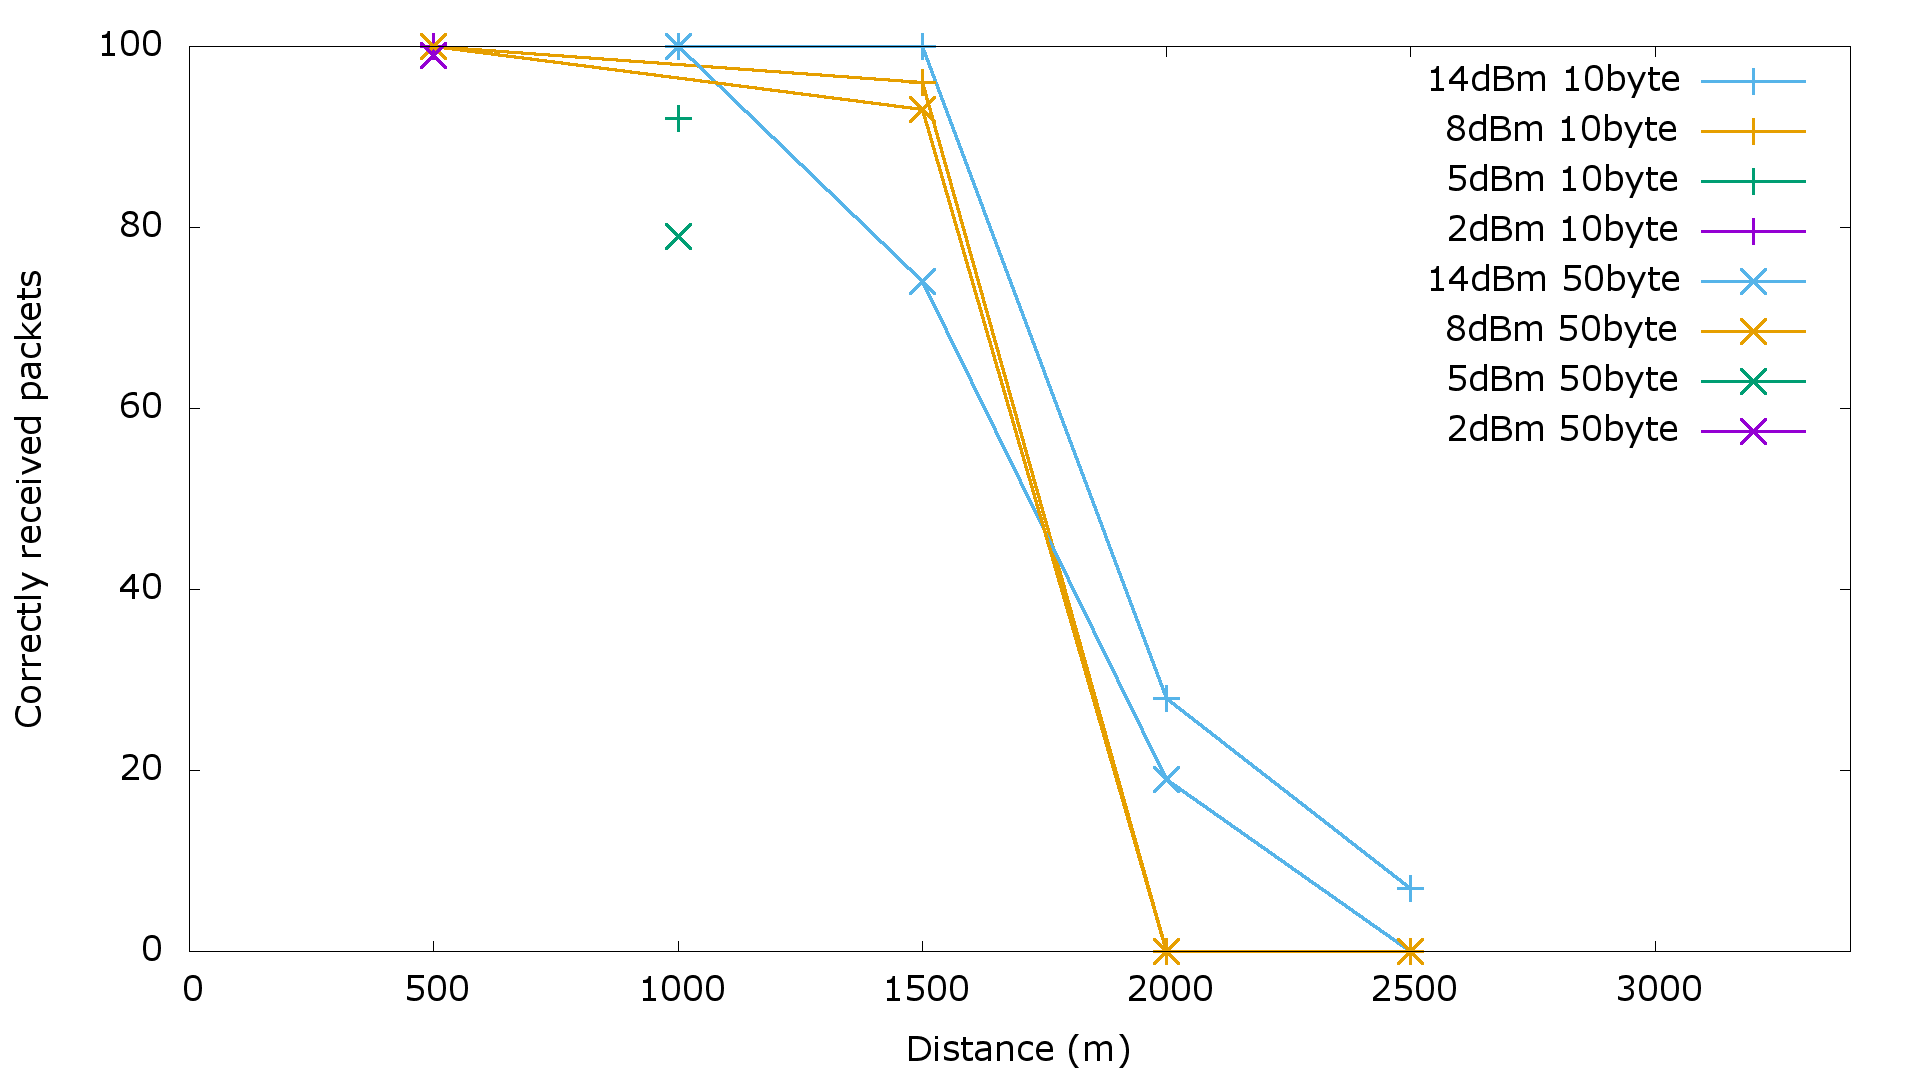 100
80
60
40
20
0
0 500 1000 1500 2000 2500 3000
Correctly received packets
Distance (m)
14dBm 10byte
8dBm 10byte
5dBm 10byte
2dBm 10byte
14dBm 50byte
8dBm 50byte
5dBm 50byte
2dBm 50byte